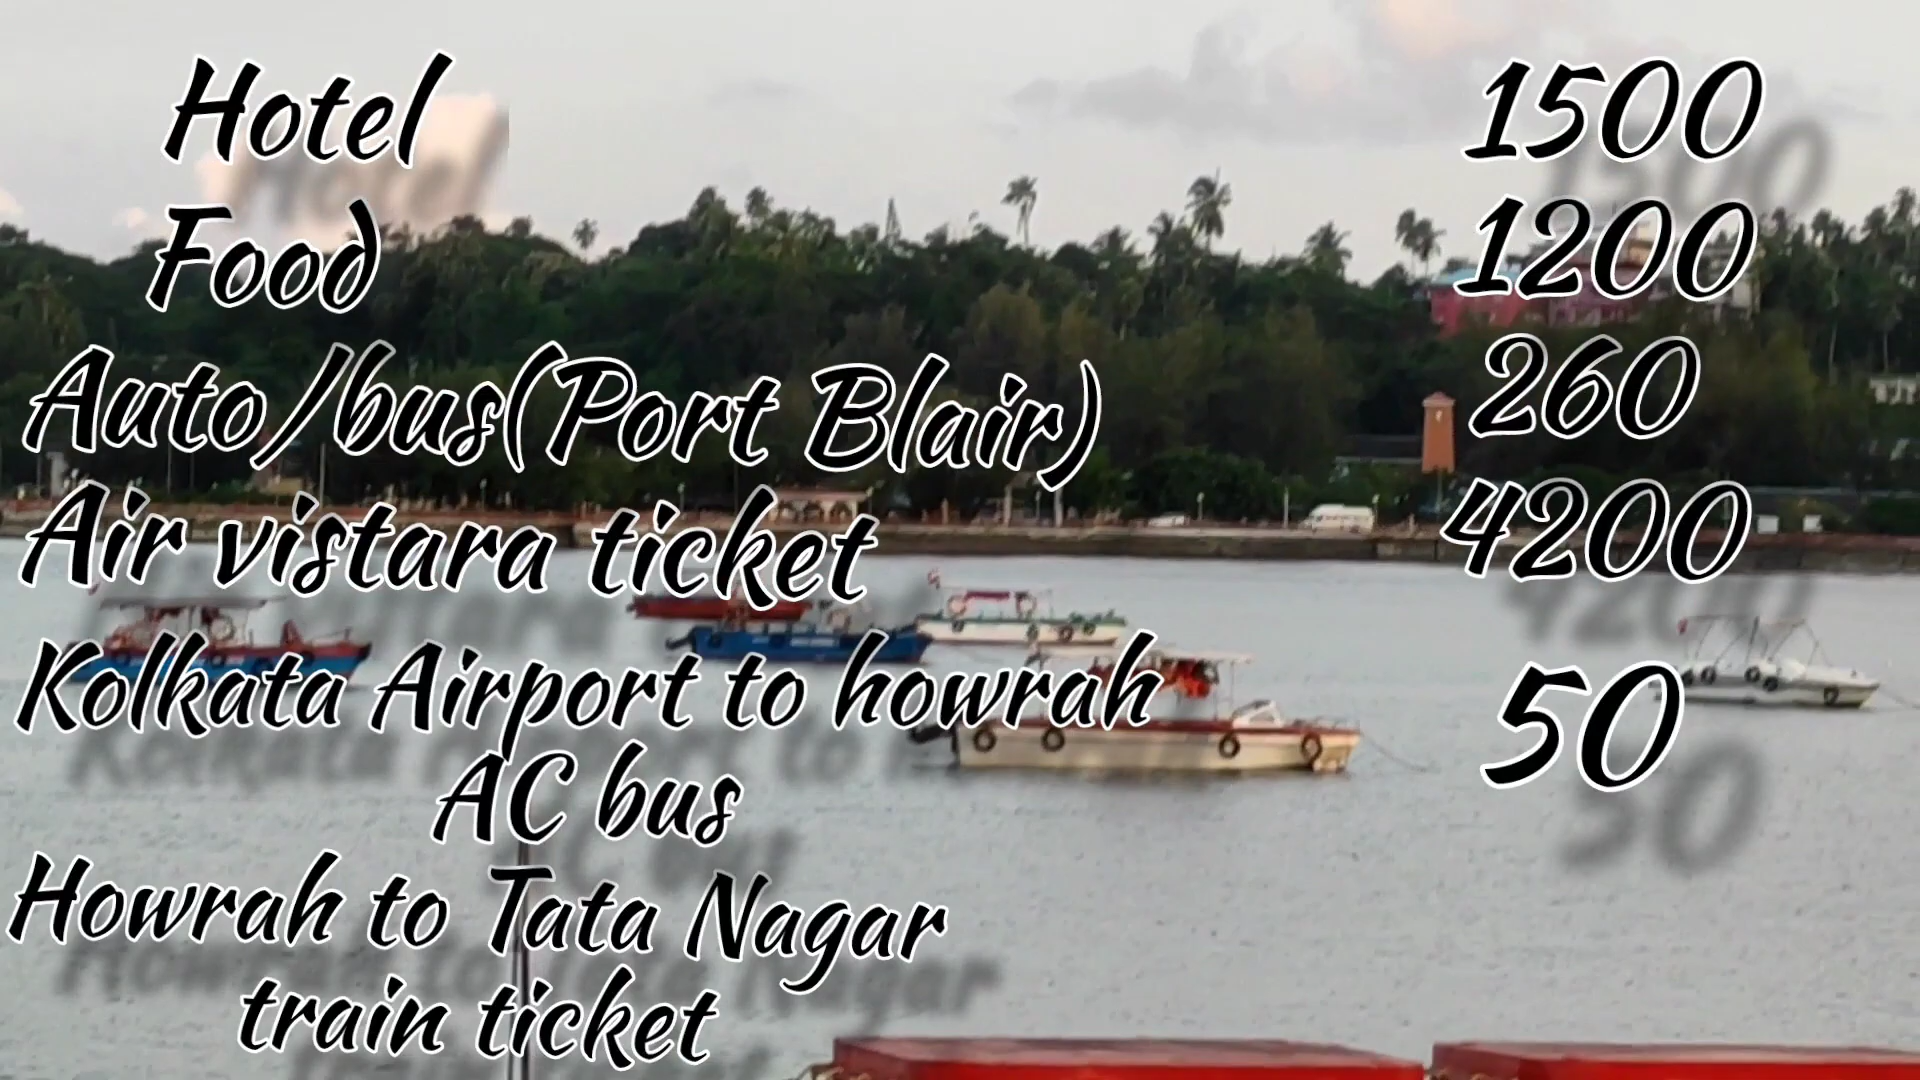 Hotel 1500
Food 1200
Auto/bus(Port Blair) 260
Air vistara ticket 4200
Kolkata Airport to howrah 50
AC bus
Howrah to Tata Nagar
train ticket